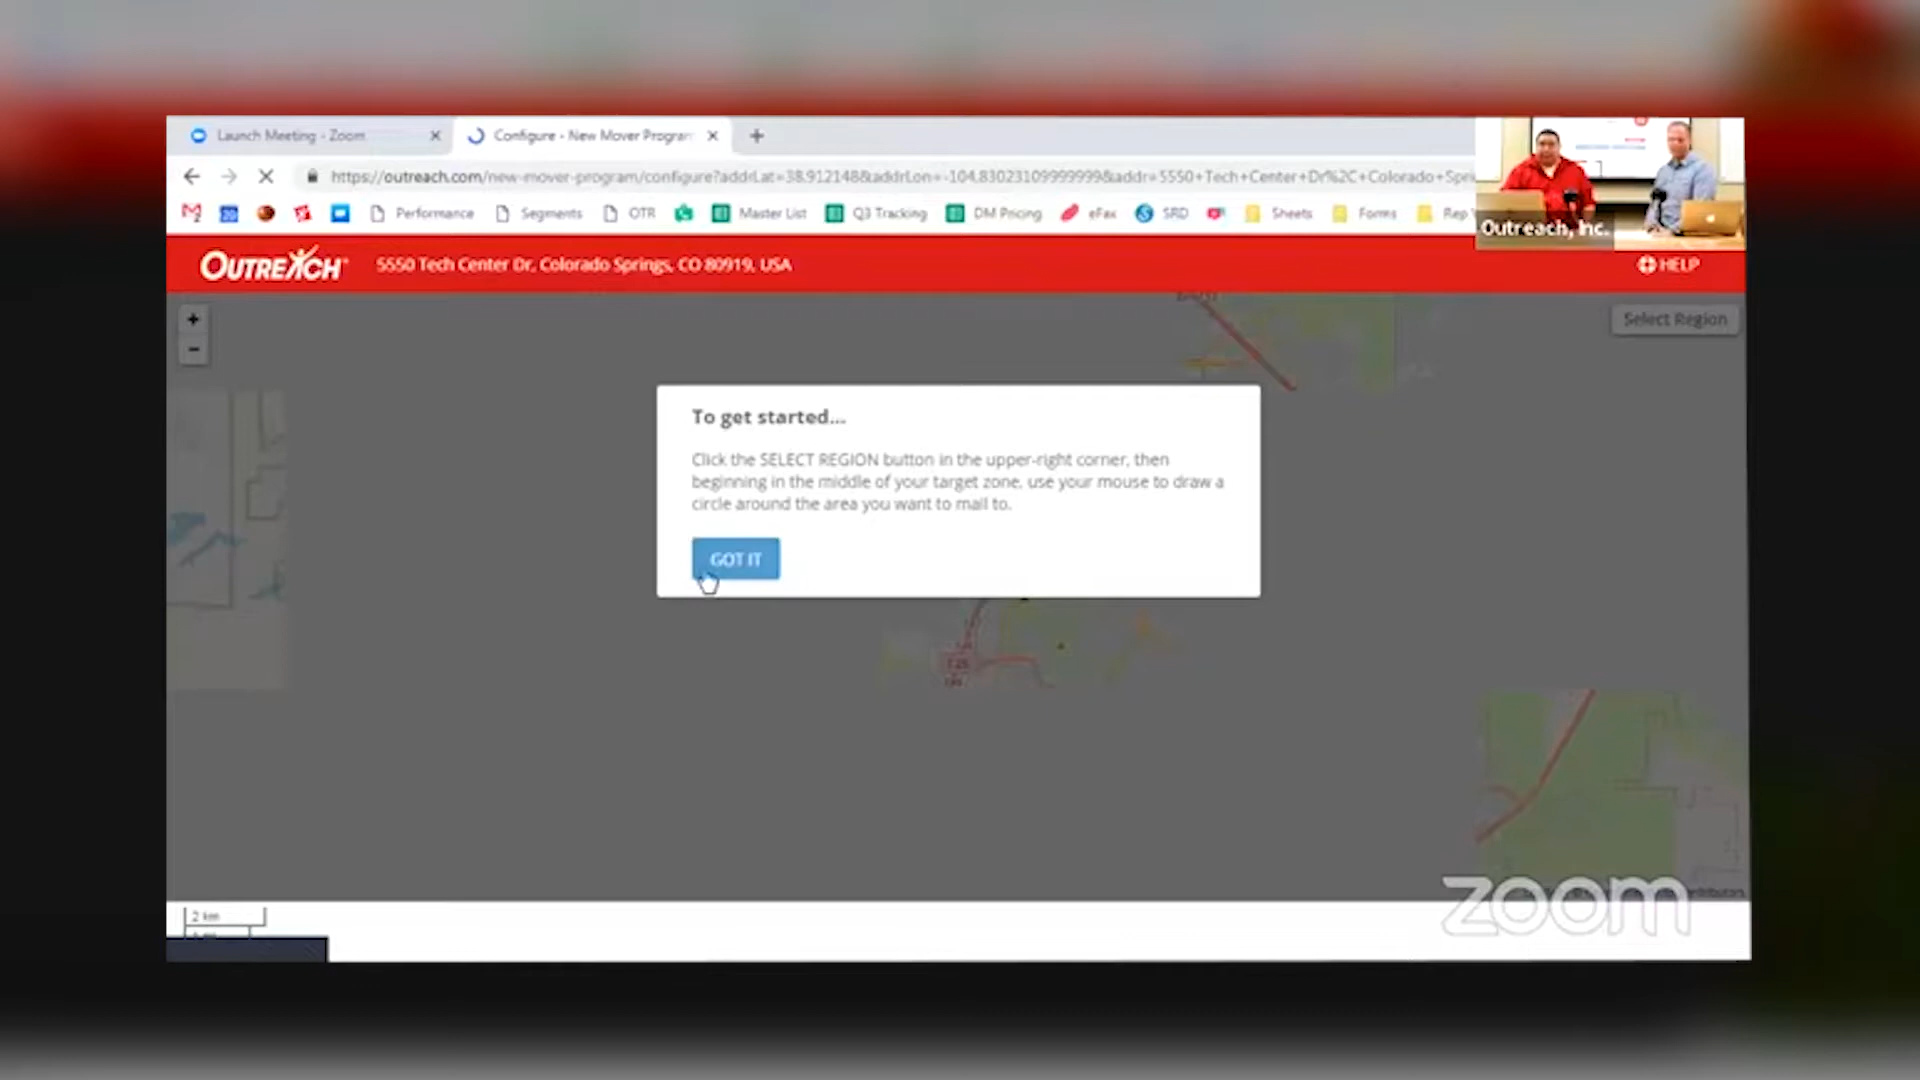 Launch Meeting - Zoom
Configure - New Mover Program
https://outreach.com/new-mover-program/configure?addrLat=38.912148&addrLon=-104.83023109999999&addr=5550+Tech+Center+Dr%2C+Colorado+Spri
20 Performance Segments OTR Master List Q3 Tracking DM Pricing eFax SRD Sheets Forms Rep
Outreach, Inc.
OUTREACH 5550 Tech Center Dr, Colorado Springs, CO 80919, USA HELP
+
-
Select Region
To get started...
Click the SELECT REGION button in the upper-right corner, then
beginning in the middle of your target zone, use your mouse to draw a
circle around the area you want to mail to.
GOT IT
2 km
zoom